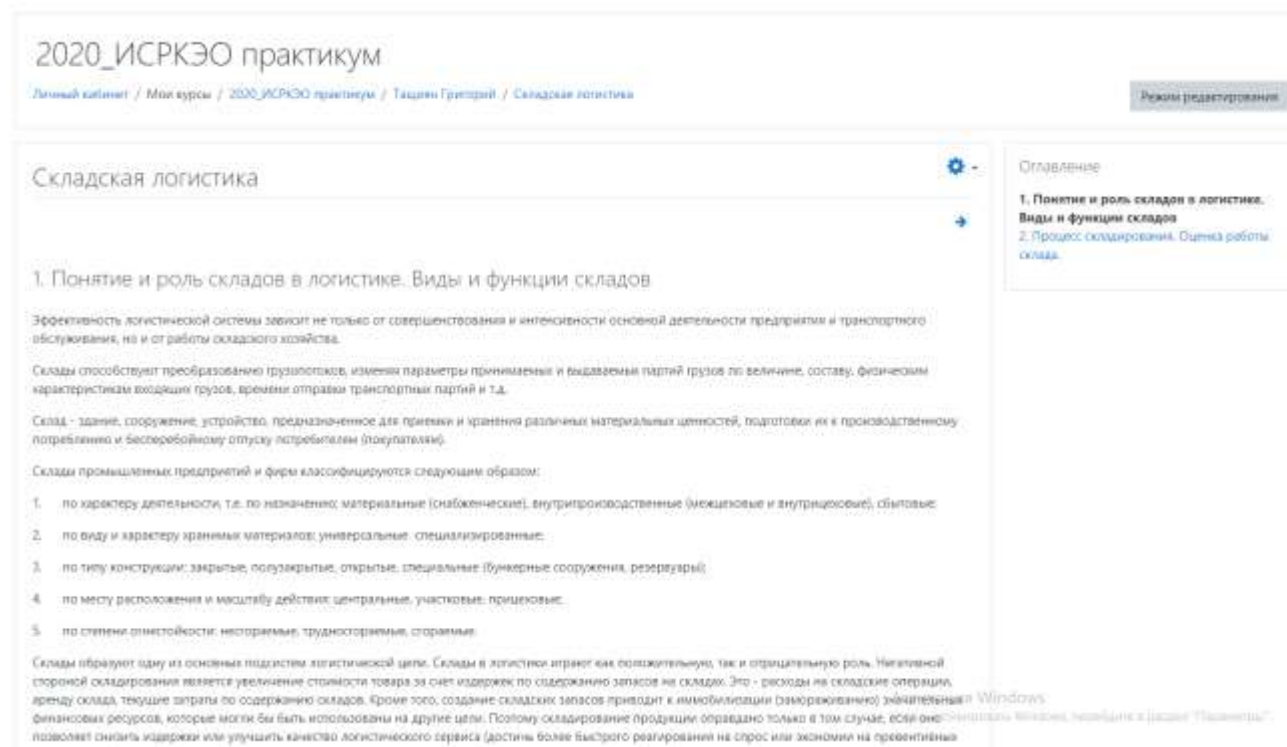 2020_ИСРКЭО практикум
Личный кабинет / Мои курсы / 2020_ИСРКЭО практикум / Тащиян Григорий / Складская логистика
Режим редактирования
Складская логистика
Оглавление
1. Понятие и роль складов в логистике.
Виды и функции складов
2. Процесс складирования. Оценка работы
склада.
1. Понятие и роль складов в логистике. Виды и функции складов
Эффективность логистической системы зависит не только от совершенствования и интенсивности основной деятельности предприятия и транспортного
обслуживания, но и от работы складского хозяйства.
Склады способствуют преобразованию грузопотоков, изменяя параметры принимаемых и выдаваемых партий грузов по величине, составу, физическим
характеристикам входящих грузов, времени отправки транспортных партий и т.д.
Склад - здание, сооружение, устройство, предназначенное для приемки и хранения различных материальных ценностей, подготовки их к производственному
потреблению и бесперебойному отпуску потребителям (покупателям).
Склады промышленных предприятий и фирм классифицируются следующим образом:
1. по характеру деятельности, т.е. по назначению: материальные (снабженческие), внутрипроизводственные (межцеховые и внутрицеховые), сбытовые;
2. по виду и характеру хранимых материалов: универсальные специализированные;
3. по типу конструкции: закрытые, полузакрытые, открытые, специальные (бункерные сооружения, резервуары);
4. по месту расположения и масштабу действия: центральные, участковые, прицеховые;
5. по степени огнестойкости: несгораемые, трудносгораемые, сгораемые.
Склады образуют одну из основных подсистем логистической цепи. Склады в логистики играют как положительную, так и отрицательную роль. Негативной
стороной складирования является увеличение стоимости товара за счет издержек по содержанию запасов на складах. Это - расходы на складские операции,
аренду склада, текущие затраты по содержанию складов. Кроме того, создание складских запасов приводит к иммобилизации (замораживанию) значительных
финансовых ресурсов, которые могли бы быть использованы на другие цели. Поэтому складирование продукции оправдано только в том случае, если оно
позволяет снизить издержки или улучшить качество логистического сервиса (достичь более быстрого реагирования на спрос или экономии на превентивных
Windows
Windows, перейдите в раздел "Параметры".